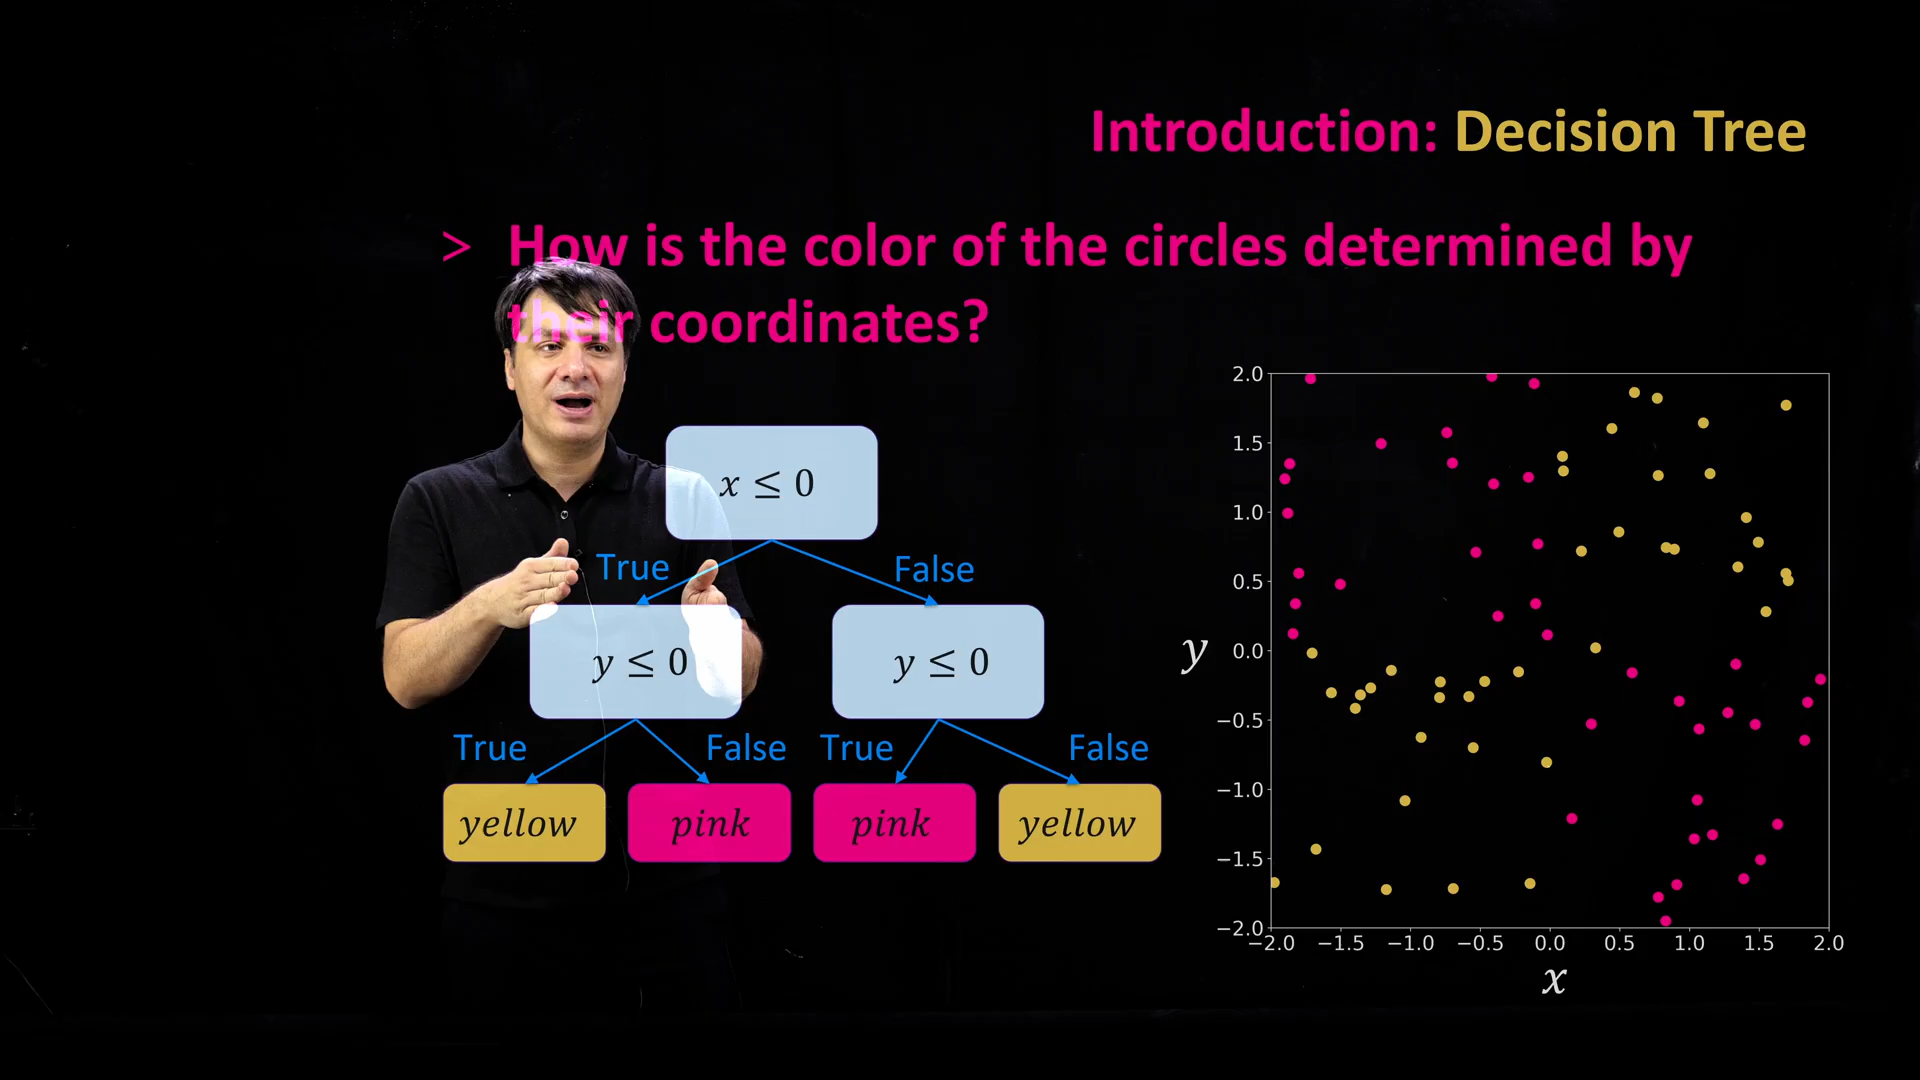 Introduction: Decision Tree
> How is the color of the circles determined by
their coordinates?
x ≤ 0
True
False
y ≤ 0
y ≤ 0
True
False
True
False
yellow
pink
pink
yellow
2.0
1.5
1.0
0.5
0.0
−0.5
−1.0
−1.5
−2.0
y
−2.0 −1.5 −1.0 −0.5 0.0 0.5 1.0 1.5 2.0
x